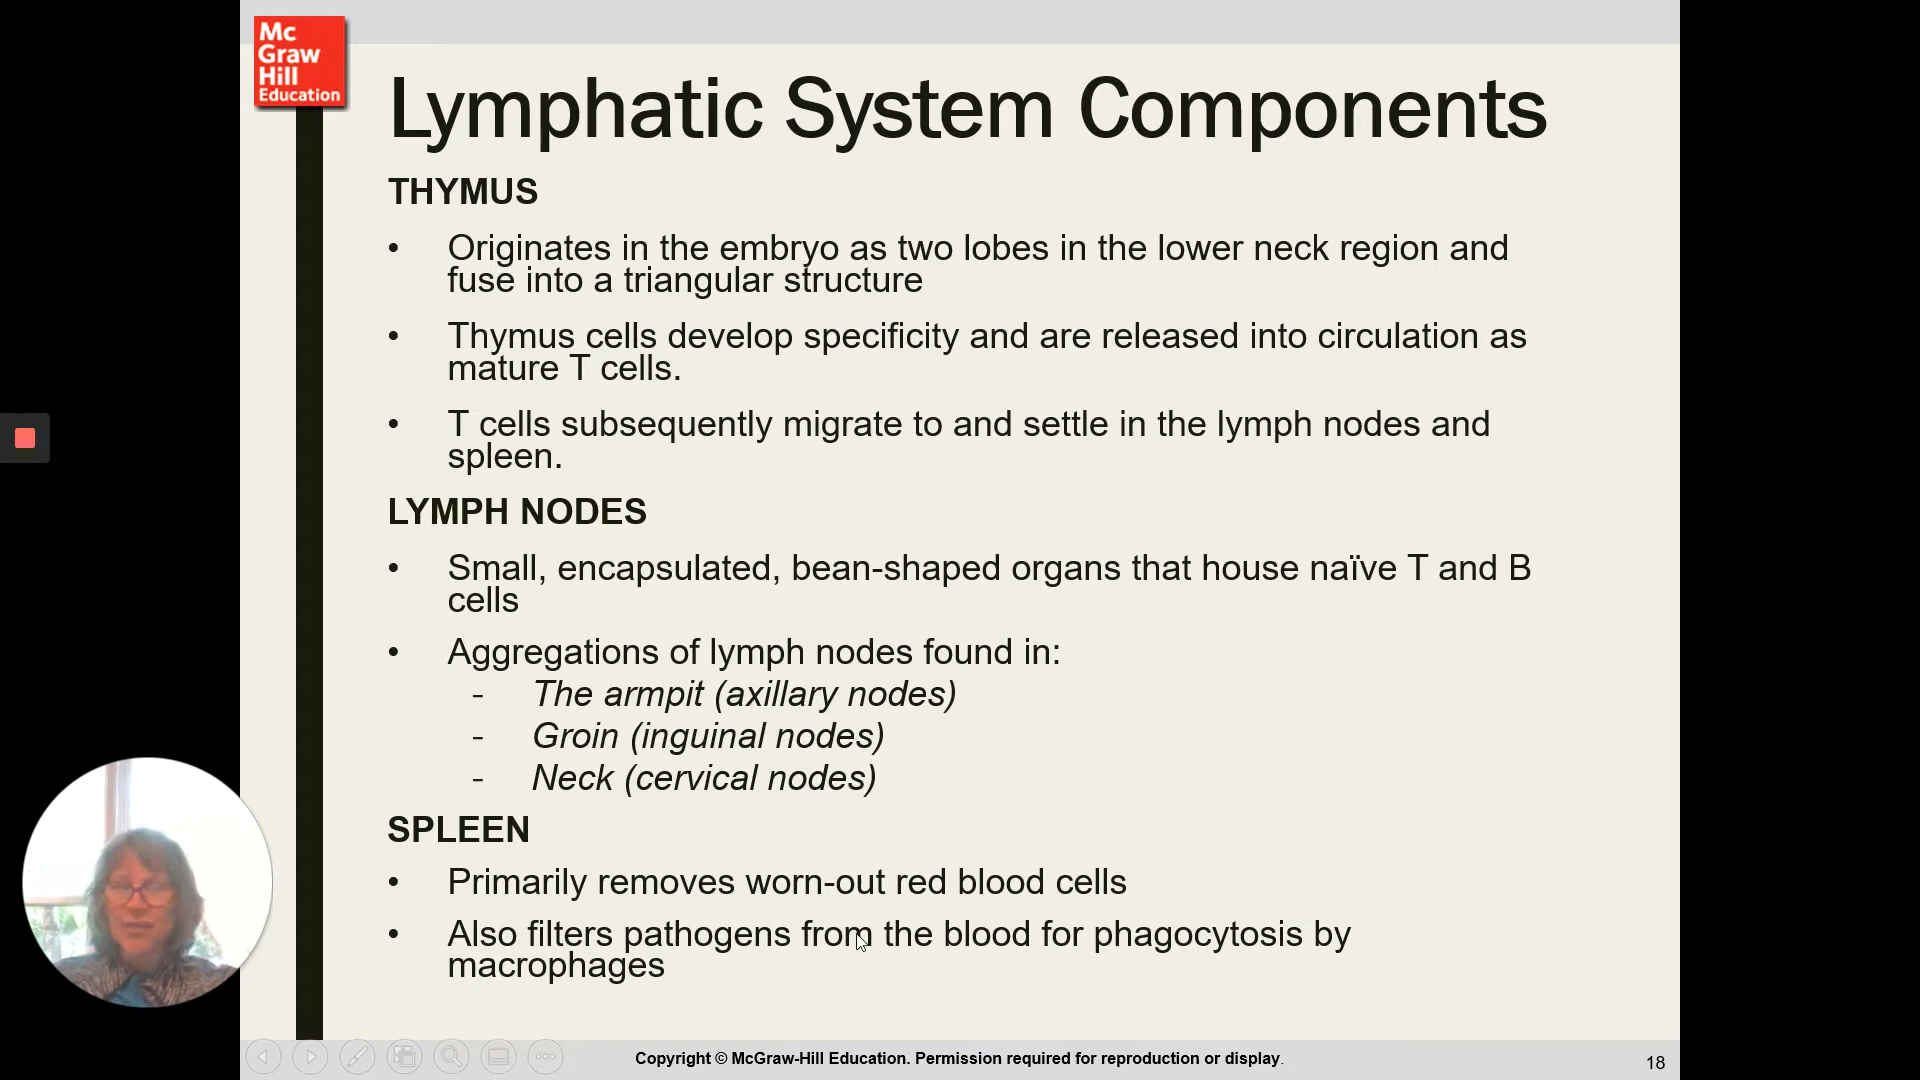 Mc
Graw
Hill
Education
Lymphatic System Components
THYMUS
• Originates in the embryo as two lobes in the lower neck region and
fuse into a triangular structure
• Thymus cells develop specificity and are released into circulation as
mature T cells.
• T cells subsequently migrate to and settle in the lymph nodes and
spleen.
LYMPH NODES
• Small, encapsulated, bean-shaped organs that house naïve T and B
cells
• Aggregations of lymph nodes found in:
- The armpit (axillary nodes)
- Groin (inguinal nodes)
- Neck (cervical nodes)
SPLEEN
• Primarily removes worn-out red blood cells
• Also filters pathogens from the blood for phagocytosis by
macrophages
Copyright © McGraw-Hill Education. Permission required for reproduction or display.
18